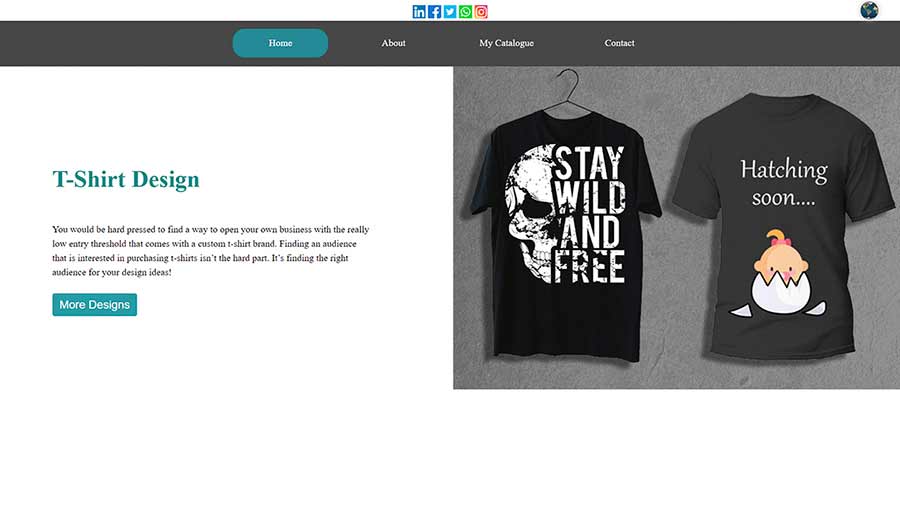 Home
About
My Catalogue
Contact
T-Shirt Design
You would be hard pressed to find a way to open your own business with the really
low entry threshold that comes with a custom t-shirt brand. Finding an audience
that is interested in purchasing t-shirts isn’t the hard part. It’s finding the right
audience for your design ideas!
More Designs
STAY
WILD
AND
FREE
Hatching
soon....